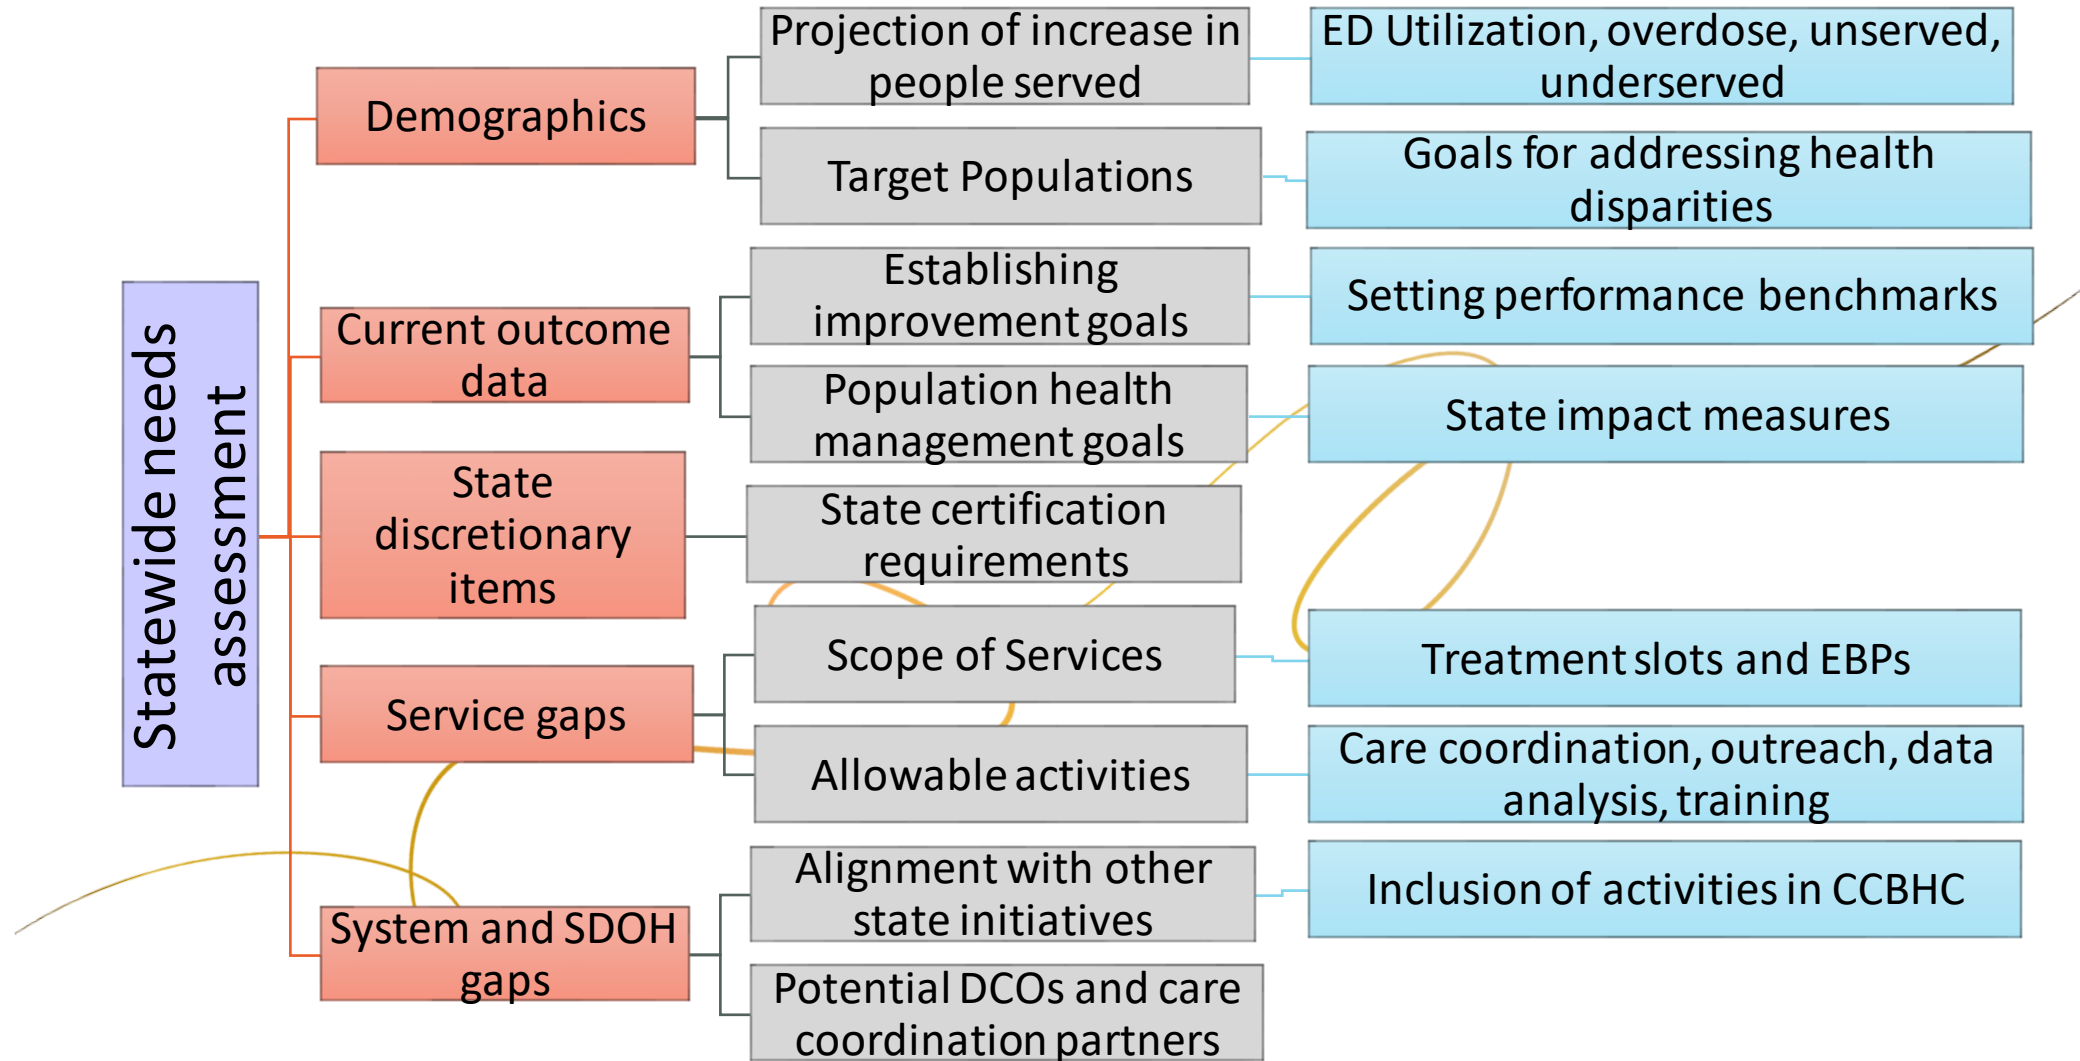 Statewide needs
assessment
Demographics
Projection of increase in
people served
ED Utilization, overdose, unserved,
underserved
Target Populations
Goals for addressing health
disparities
Current outcome
data
Establishing
improvement goals
Setting performance benchmarks
Population health
management goals
State impact measures
State
discretionary
items
State certification
requirements
Service gaps
Scope of Services
Treatment slots and EBPs
Allowable activities
Care coordination, outreach, data
analysis, training
System and SDOH
gaps
Alignment with other
state initiatives
Inclusion of activities in CCBHC
Potential DCOs and care
coordination partners